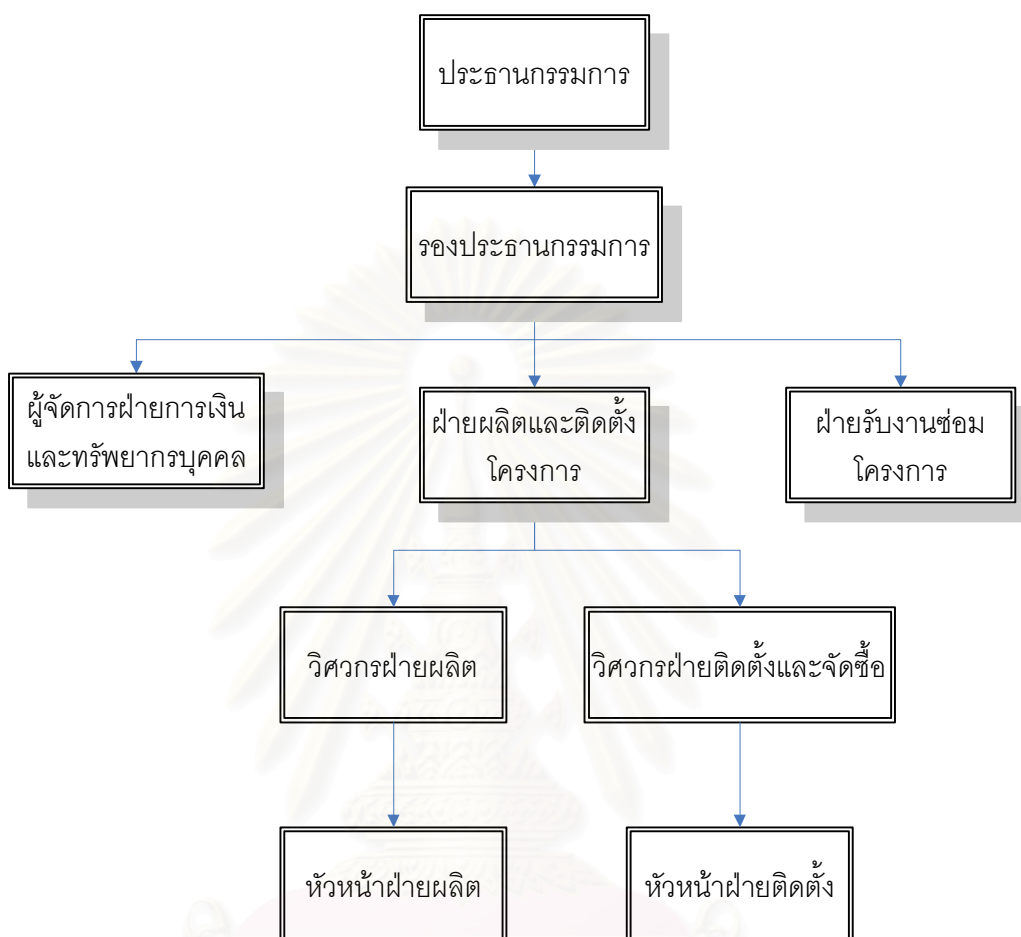 ประธานกรรมการ
รองประธานกรรมการ
ผู้จัดการฝ่ายการเงิน
และทรัพยากรบุคคล
ฝ่ายผลิตและติดตั้ง
โครงการ
ฝ่ายรับงานซ่อม
โครงการ
วิศวกรฝ่ายผลิต
วิศวกรฝ่ายติดตั้งและจัดซื้อ
หัวหน้าฝ่ายผลิต
หัวหน้าฝ่ายติดตั้ง